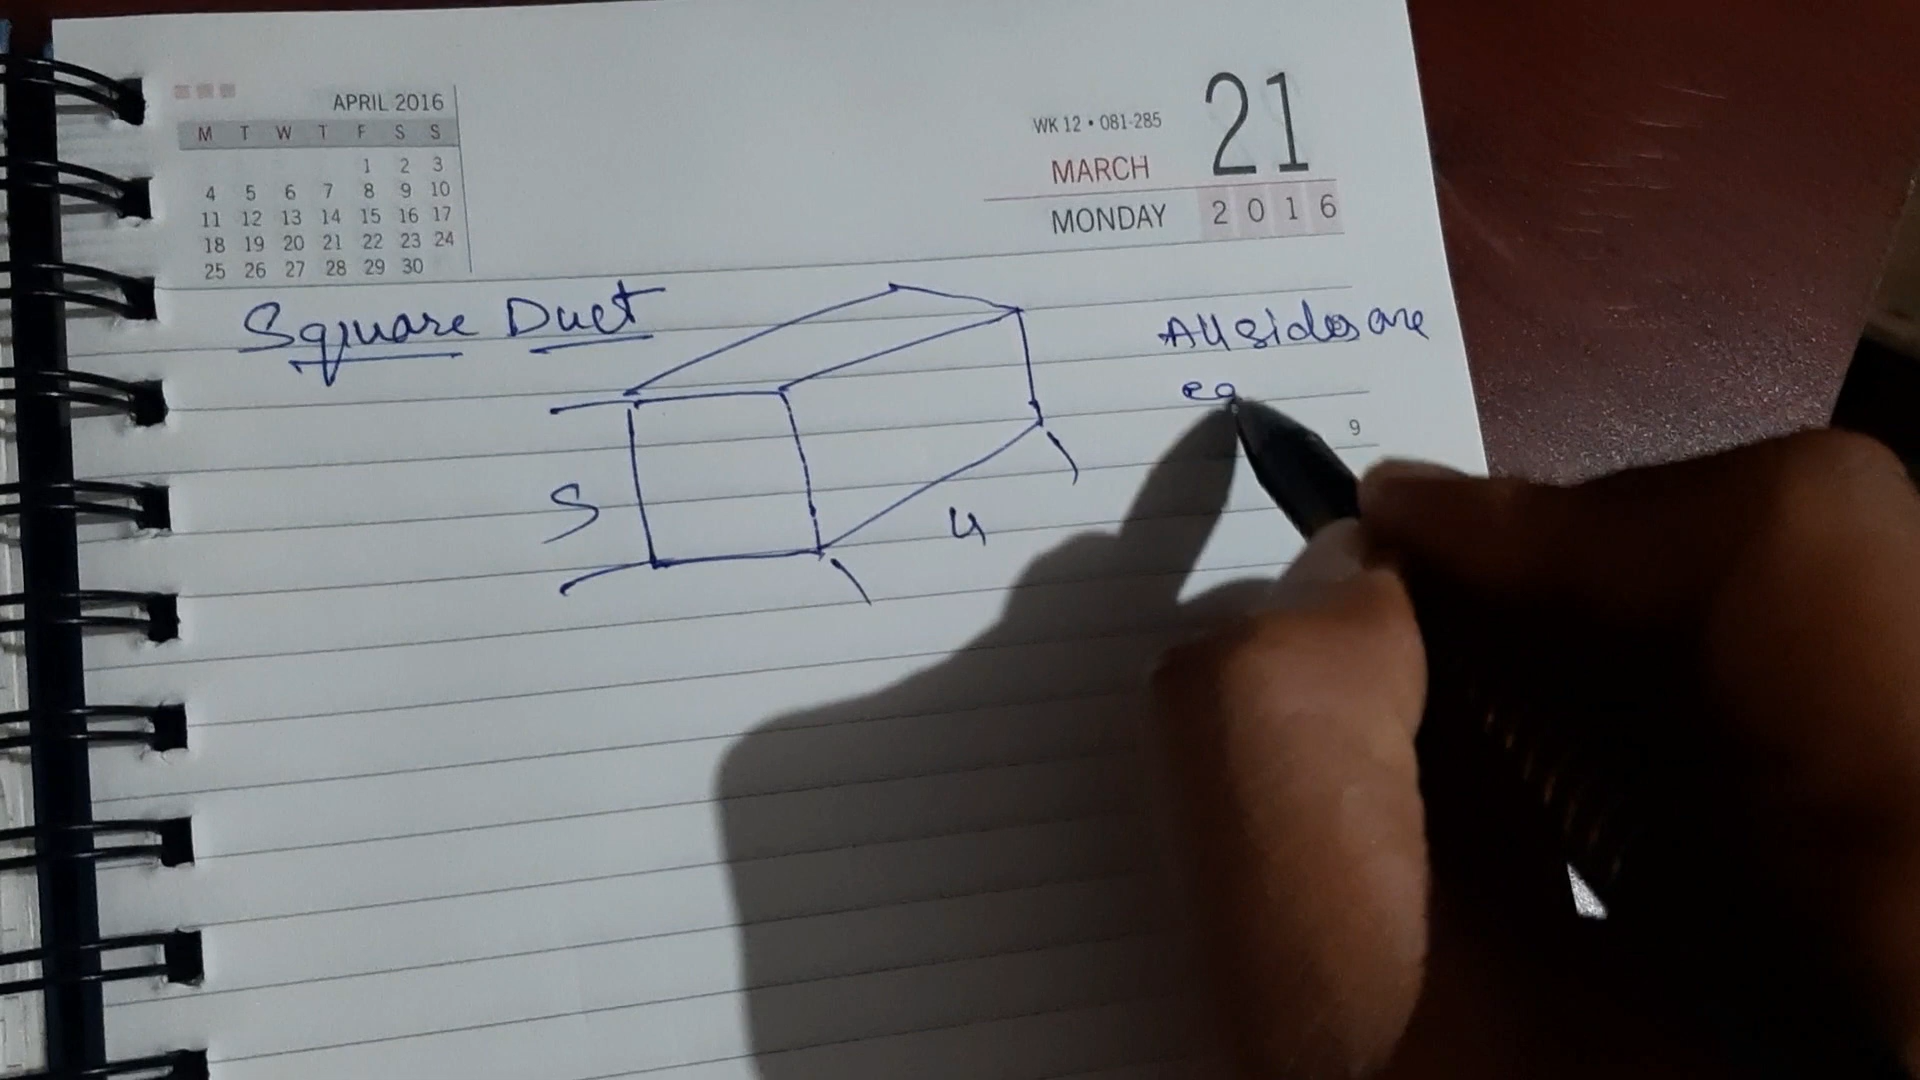 APRIL 2016
M T W T F S S
1 2 3
4 5 6 7 8 9 10
11 12 13 14 15 16 17
18 19 20 21 22 23 24
25 26 27 28 29 30
WK 12 • 081-285
21
MARCH
MONDAY
2016
Square Duct
All sides are
eq
9
S
4